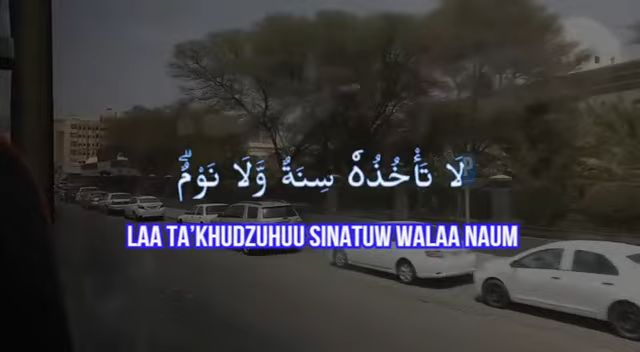 لَا تَأْخُذُهٗ سِنَةٌ وَّلَا نَوْمٌۗ
LAA TA'KHUDZUHUU SINATUW WALAA NAUM